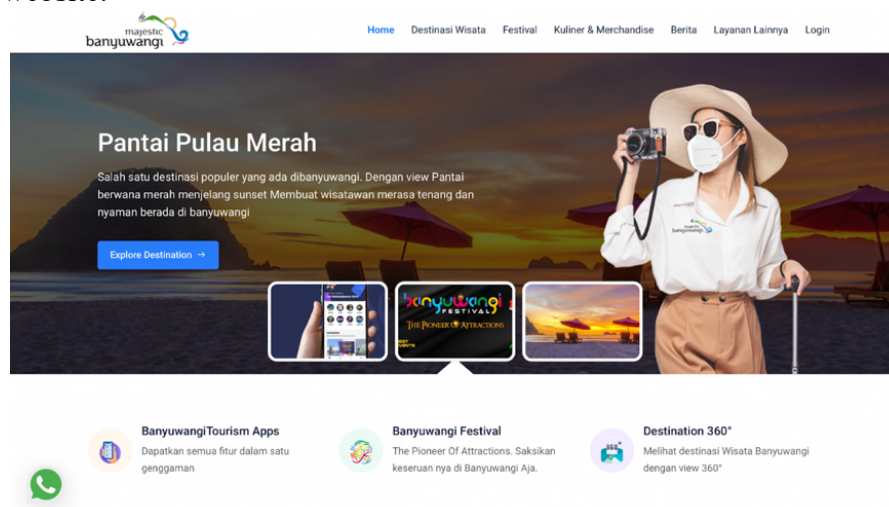 majestic
banyuwangi
Home Destinasi Wisata Festival Kuliner & Merchandise Berita Layanan Lainnya Login
Pantai Pulau Merah
Salah satu destinasi populer yang ada dibanyuwangi. Dengan view Pantai
berwana merah menjelang sunset Membuat wisatawan merasa tenang dan
nyaman berada di banyuwangi
majestic
banyuwangi
Explore Destination →
banyuwangi
FESTIVAL
THE PIONEER OF ATTRACTIONS
BanyuwangiTourism Apps
Dapatkan semua fitur dalam satu
genggaman
Banyuwangi Festival
The Pioneer Of Attractions. Saksikan
keseruan nya di Banyuwangi Aja.
360°
Destination 360°
Melihat destinasi Wisata Banyuwangi
dengan view 360°